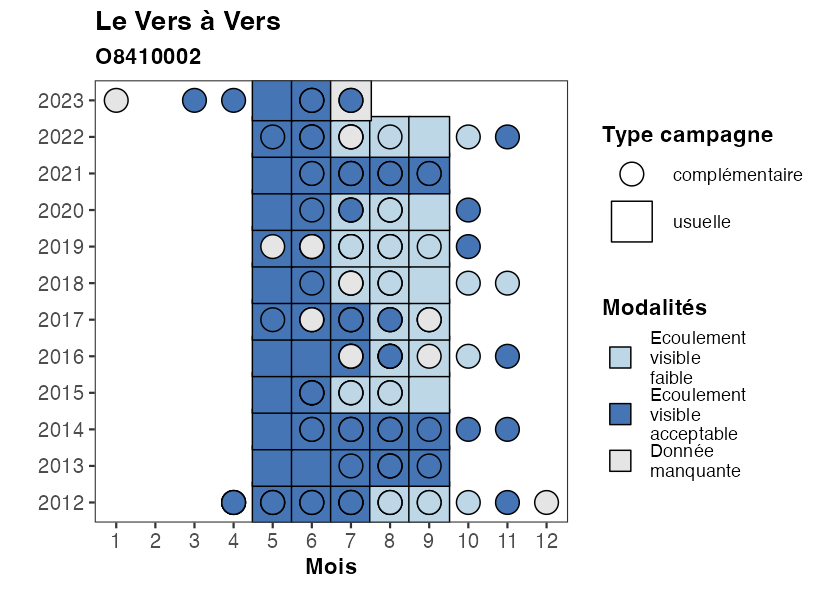 Le Vers à Vers
O8410002
2023
2022
2021
2020
2019
2018
2017
2016
2015
2014
2013
2012
1 2 3 4 5 6 7 8 9 10 11 12
Mois
Type campagne
complémentaire
usuelle
Modalités
Ecoulement
visible
faible
Ecoulement
visible
acceptable
Donnée
manquante